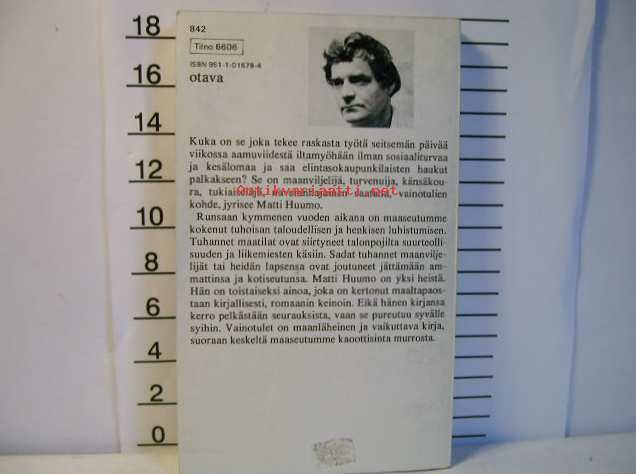 18
16
14
12
10
8
6
4
2
0
842
Tilno 6606
ISBN 951-1-01678-4
otava
Kuka on se joka tekee raskasta työtä seitsemän päivää
viikossa aamuviidestä iltamyöhään ilman sosiaaliturvaa
ja kesälomaa ja saa elintasokaupunkilaisten haukut
palkakseen? Se on maanviljelijä, turvenuija, känsäkou-
ra, vainotulien
antikvariaatti.net
kohde, jyrisee Matti Huumo.
Runsaan kymmenen vuoden aikana on maaseutumme
kokenut tuhoisan taloudellisen ja henkisen luhistumisen.
Tuhannet maatilat ovat siirtyneet talonpojilta suurteolli-
suuden ja liikemiesten käsiin. Sadat tuhannet maanvilje-
lijät tai heidän lapsensa ovat joutuneet jättämään am-
mattinsa ja kotiseutunsa. Matti Huumo on yksi heistä.
Hän on toistaiseksi ainoa, joka on kertonut maaltapaos-
taan kirjallisesti, romaanin keinoin. Eikä hänen kirjansa
kerro pelkästään seurauksista, vaan se pureutuu syvälle
syihin. Vainotulet on maanläheinen ja vaikuttava kirja,
suoraan keskeltä maaseutumme kaoottisinta murrosta.